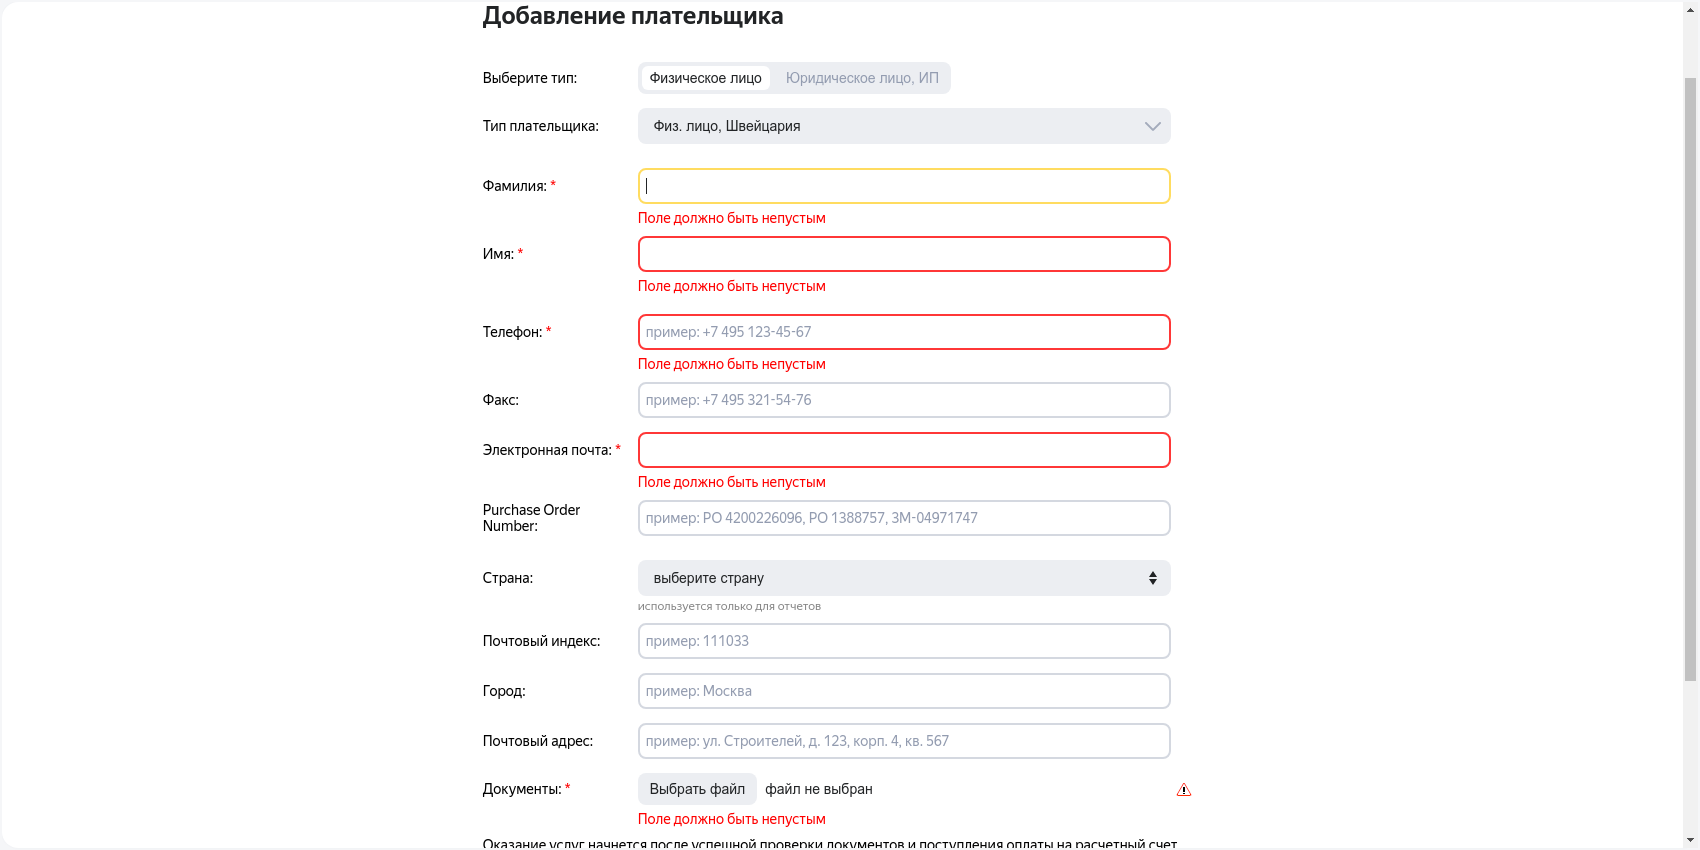 Добавление плательщика
Выберите тип: Физическое лицо Юридическое лицо, ИП
Тип плательщика: Физ. лицо, Швейцария
Фамилия: *
Поле должно быть непустым
Имя: *
Поле должно быть непустым
Телефон: * пример: +7 495 123-45-67
Поле должно быть непустым
Факс: пример: +7 495 321-54-76
Электронная почта: *
Поле должно быть непустым
Purchase Order
Number:
пример: PO 4200226096, PO 1388757, ЗМ-04971747
Страна: выберите страну
используется только для отчетов
Почтовый индекс: пример: 111033
Город: пример: Москва
Почтовый адрес: пример: ул. Строителей, д. 123, корп. 4, кв. 567
Документы: * Выбрать файл файл не выбран
Поле должно быть непустым
Оказание услуг начнется после успешной проверки документов и поступления оплаты на расчетный счет